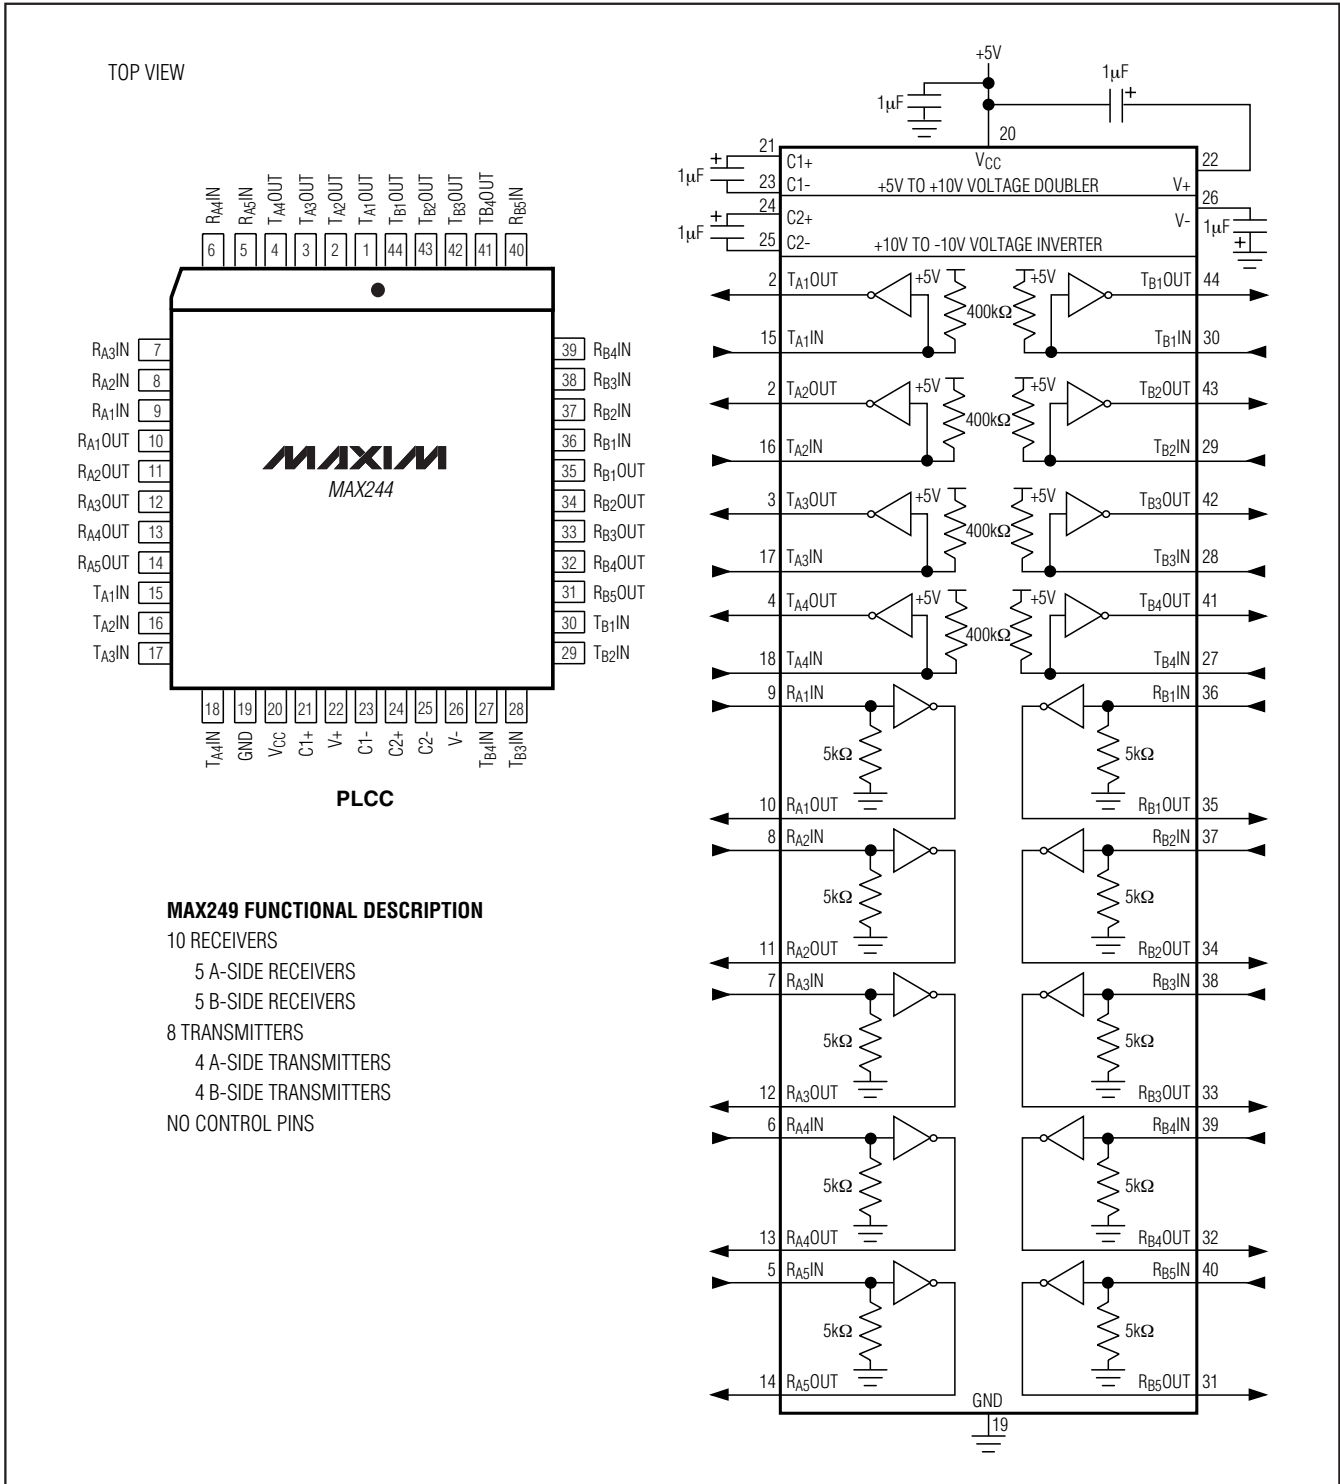 TOP VIEW
RA4IN
RA5IN
TA4OUT
TA3OUT
TA2OUT
TA1OUT
TB1OUT
TB2OUT
TB3OUT
TB4OUT
RB5IN
6 5 4 3 2 1 44 43 42 41 40
RA3IN 7
RA2IN 8
RA1IN 9
RA1OUT 10
RA2OUT 11
RA3OUT 12
RA4OUT 13
RA5OUT 14
TA1IN 15
TA2IN 16
TA3IN 17
MAXIM
MAX244
39 RB4IN
38 RB3IN
37 RB2IN
36 RB1IN
35 RB1OUT
34 RB2OUT
33 RB3OUT
32 RB4OUT
31 RB5OUT
30 TB1IN
29 TB2IN
18 19 20 21 22 23 24 25 26 27 28
TA4IN
GND
VCC
C1+
V+
C1-
C2+
C2-
V-
TB4IN
TB3IN
PLCC
MAX249 FUNCTIONAL DESCRIPTION
10 RECEIVERS
5 A-SIDE RECEIVERS
5 B-SIDE RECEIVERS
8 TRANSMITTERS
4 A-SIDE TRANSMITTERS
4 B-SIDE TRANSMITTERS
NO CONTROL PINS
+5V
1µF
1µF +
20
VCC
21 C1+
1µF +
23 C1-
+5V TO +10V VOLTAGE DOUBLER
V+ 22
24 C2+
1µF +
25 C2-
+10V TO -10V VOLTAGE INVERTER
V- 26
1µF +
2 TA1OUT +5V 400kΩ +5V TB1OUT 44
15 TA1IN TB1IN 30
2 TA2OUT +5V 400kΩ +5V TB2OUT 43
16 TA2IN TB2IN 29
3 TA3OUT +5V 400kΩ +5V TB3OUT 42
17 TA3IN TB3IN 28
4 TA4OUT +5V 400kΩ +5V TB4OUT 41
18 TA4IN TB4IN 27
9 RA1IN RB1IN 36
5kΩ 5kΩ
10 RA1OUT RB1OUT 35
8 RA2IN RB2IN 37
5kΩ 5kΩ
11 RA2OUT RB2OUT 34
7 RA3IN RB3IN 38
5kΩ 5kΩ
12 RA3OUT RB3OUT 33
6 RA4IN RB4IN 39
5kΩ 5kΩ
13 RA4OUT RB4OUT 32
5 RA5IN RB5IN 40
5kΩ 5kΩ
14 RA5OUT RB5OUT 31
GND
19